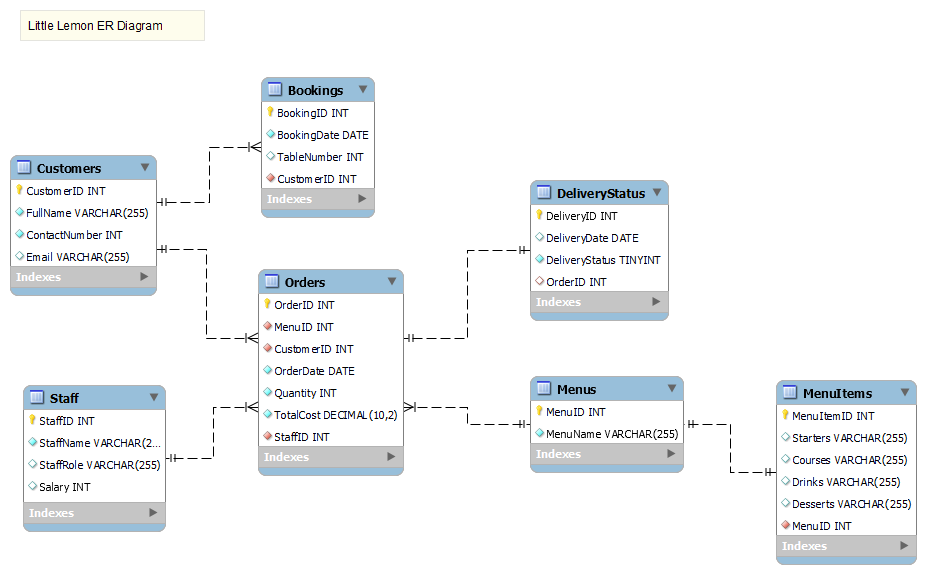 Little Lemon ER Diagram
Bookings
BookingID INT
BookingDate DATE
TableNumber INT
CustomerID INT
Indexes
Customers
CustomerID INT
FullName VARCHAR(255)
ContactNumber INT
Email VARCHAR(255)
Indexes
DeliveryStatus
DeliveryID INT
DeliveryDate DATE
DeliveryStatus TINYINT
OrderID INT
Indexes
Orders
OrderID INT
MenuID INT
CustomerID INT
OrderDate DATE
Quantity INT
TotalCost DECIMAL(10,2)
StaffID INT
Indexes
Staff
StaffID INT
StaffName VARCHAR(2...
StaffRole VARCHAR(255)
Salary INT
Indexes
Menus
MenuID INT
MenuName VARCHAR(255)
Indexes
MenuItems
MenuItemID INT
Starters VARCHAR(255)
Courses VARCHAR(255)
Drinks VARCHAR(255)
Desserts VARCHAR(255)
MenuID INT
Indexes